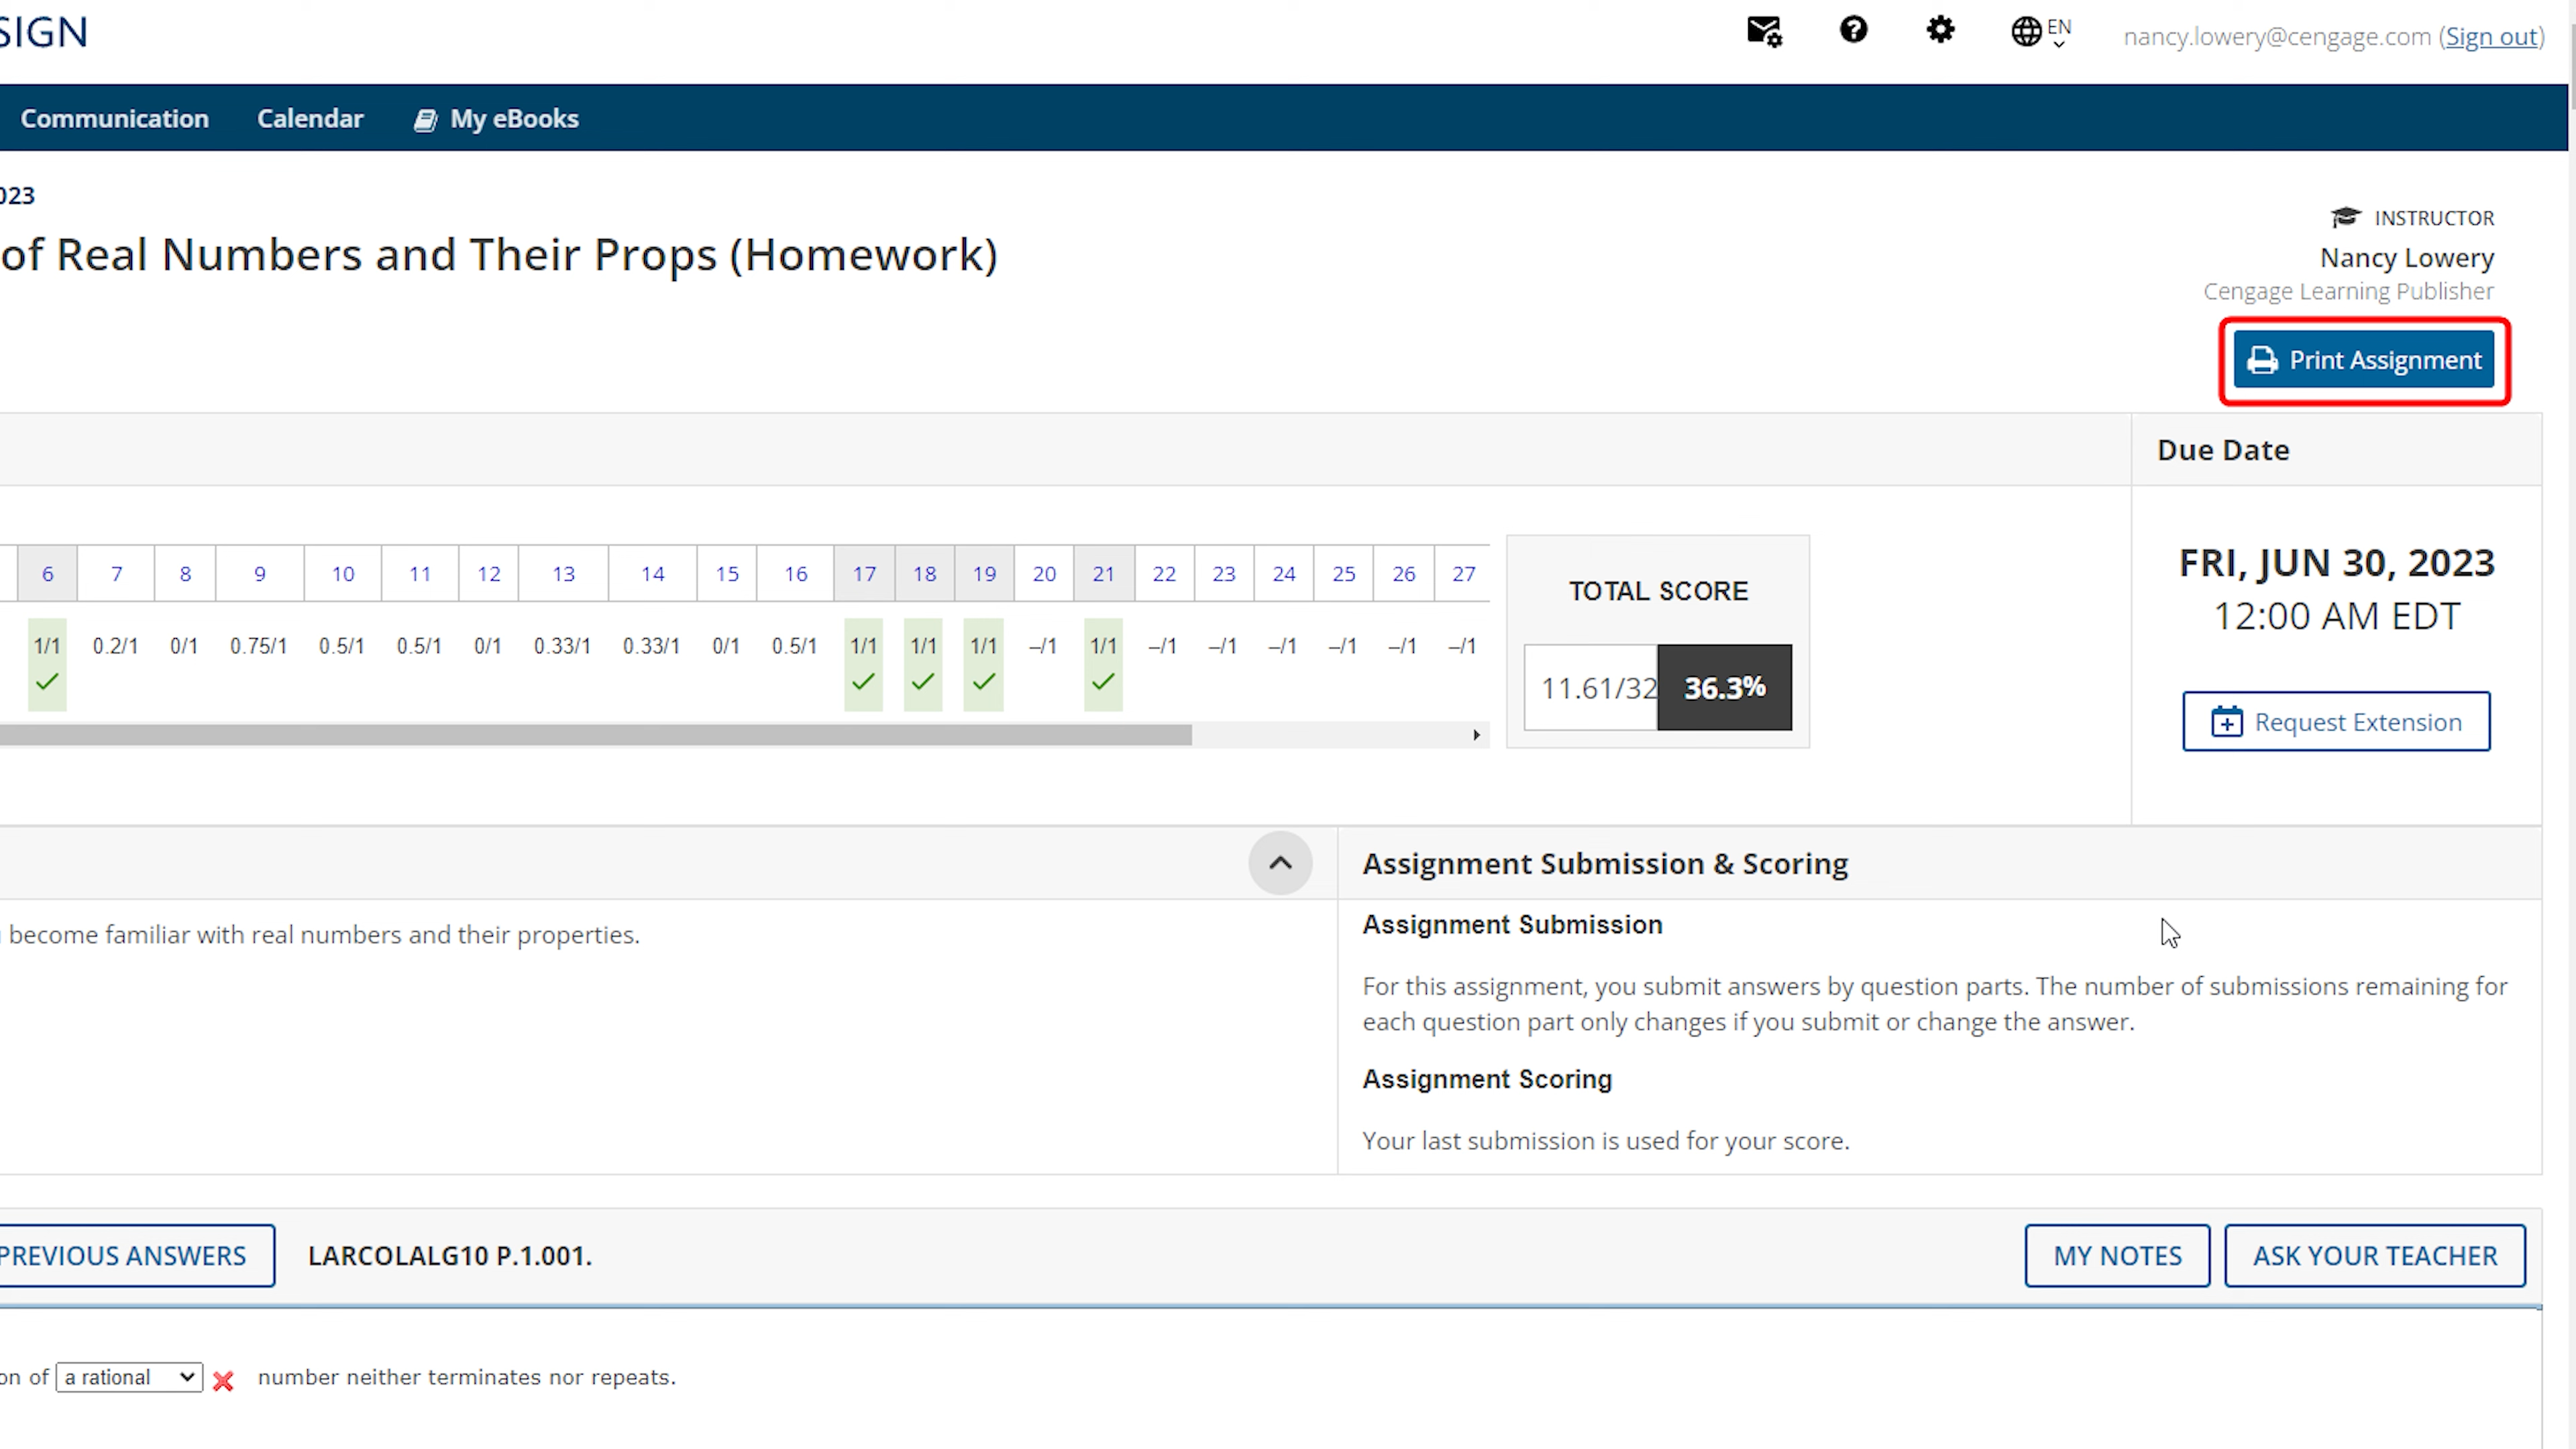 SIGN
EN
nancy.lowery@cengage.com (Sign out)
Communication Calendar My eBooks
023
INSTRUCTOR
of Real Numbers and Their Props (Homework)
Nancy Lowery
Cengage Learning Publisher
Print Assignment
Due Date
6 7 8 9 10 11 12 13 14 15 16 17 18 19 20 21 22 23 24 25 26 27
1/1 0.2/1 0/1 0.75/1 0.5/1 0.5/1 0/1 0.33/1 0.33/1 0/1 0.5/1 1/1 1/1 1/1 –/1 1/1 –/1 –/1 –/1 –/1 –/1 –/1
TOTAL SCORE
11.61/32 36.3%
FRI, JUN 30, 2023
12:00 AM EDT
Request Extension
Assignment Submission & Scoring
become familiar with real numbers and their properties.
Assignment Submission
For this assignment, you submit answers by question parts. The number of submissions remaining for
each question part only changes if you submit or change the answer.
Assignment Scoring
Your last submission is used for your score.
PREVIOUS ANSWERS LARCOLALG10 P.1.001. MY NOTES ASK YOUR TEACHER
on of a rational number neither terminates nor repeats.